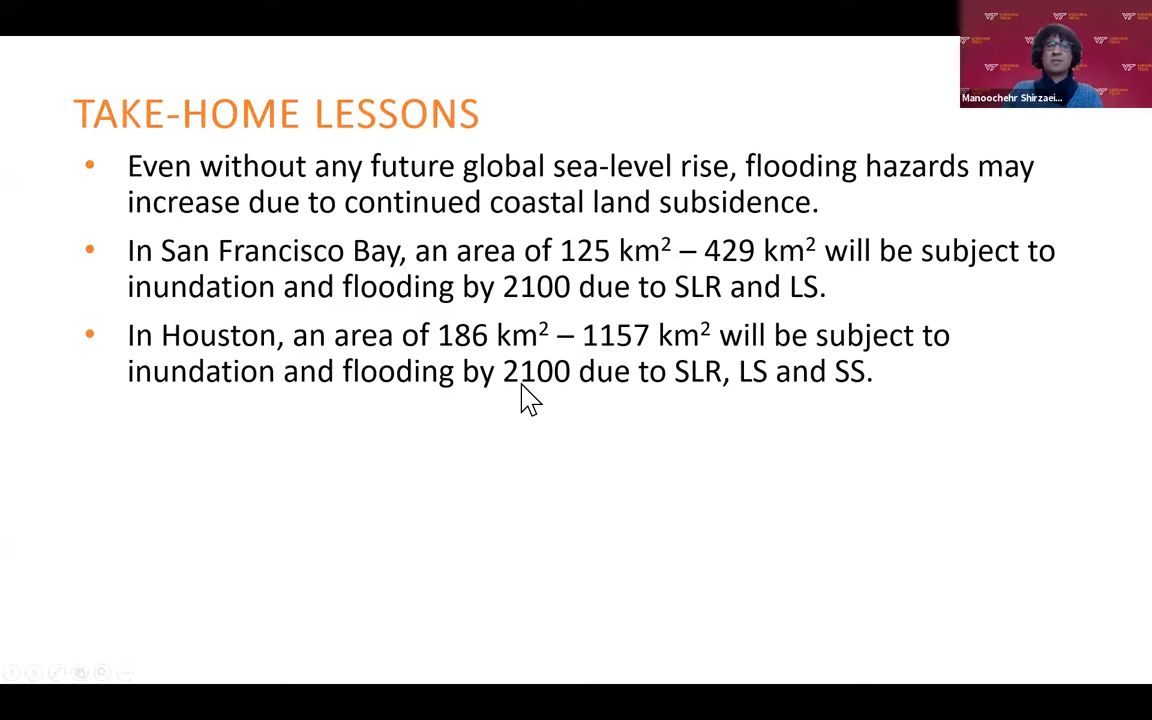 TAKE-HOME LESSONS
• Even without any future global sea-level rise, flooding hazards may
increase due to continued coastal land subsidence.
• In San Francisco Bay, an area of 125 km² – 429 km² will be subject to
inundation and flooding by 2100 due to SLR and LS.
• In Houston, an area of 186 km² – 1157 km² will be subject to
inundation and flooding by 2100 due to SLR, LS and SS.
Manoochehr Shirzaei...